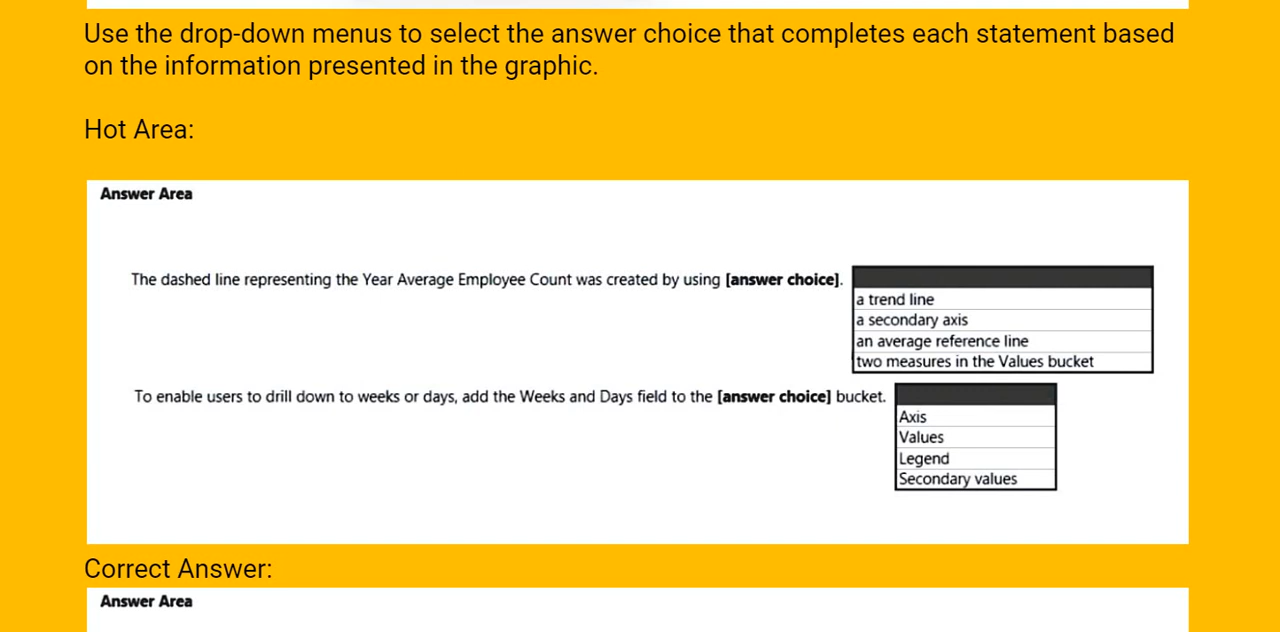 Use the drop-down menus to select the answer choice that completes each statement based
on the information presented in the graphic.
Hot Area:
Answer Area
The dashed line representing the Year Average Employee Count was created by using [answer choice].
a trend line
a secondary axis
an average reference line
two measures in the Values bucket
To enable users to drill down to weeks or days, add the Weeks and Days field to the [answer choice] bucket.
Axis
Values
Legend
Secondary values
Correct Answer:
Answer Area